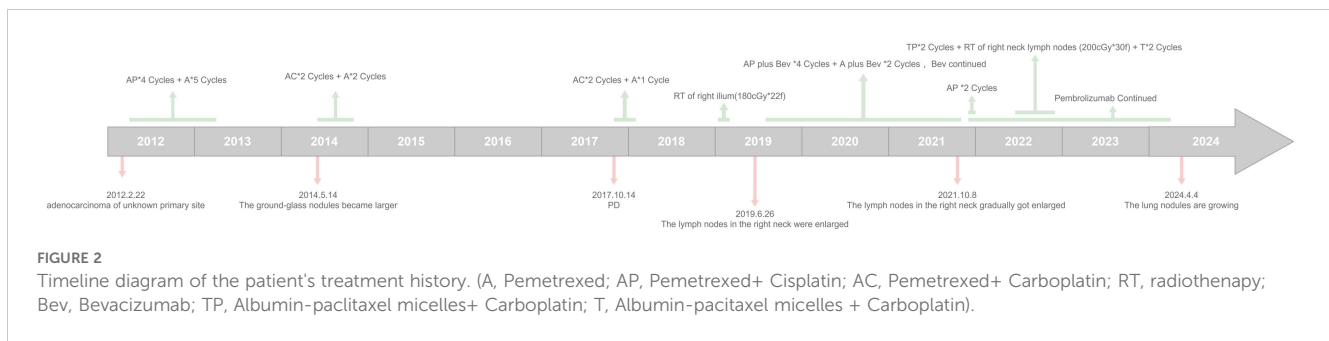 TP*2 Cycles + RT of right neck lymph nodes (200cGy*30f) + T*2 Cycles
AP plus Bev *4 Cycles + A plus Bev *2 Cycles , Bev continued
AP*4 Cycles + A*5 Cycles
AC*2 Cycles + A*2 Cycles
AC*2 Cycles + A*1 Cycle
RT of right ilium(180cGy*22f)
AP *2 Cycles
Pembrolizumab Continued
2012 2013 2014 2015 2016 2017 2018 2019 2020 2021 2022 2023 2024
2012.2.22
adenocarcinoma of unknown primary site
2014.5.14
The ground-glass nodules became larger
2017.10.14
PD
2019.6.26
The lymph nodes in the right neck were enlarged
2021.10.8
The lymph nodes in the right neck gradually got enlarged
2024.4.4
The lung nodules are growing
FIGURE 2
Timeline diagram of the patient's treatment history. (A, Pemetrexed; AP, Pemetrexed+ Cisplatin; AC, Pemetrexed+ Carboplatin; RT, radiothenapy;
Bev, Bevacizumab; TP, Albumin-paclitaxel micelles+ Carboplatin; T, Albumin-pacitaxel micelles + Carboplatin).